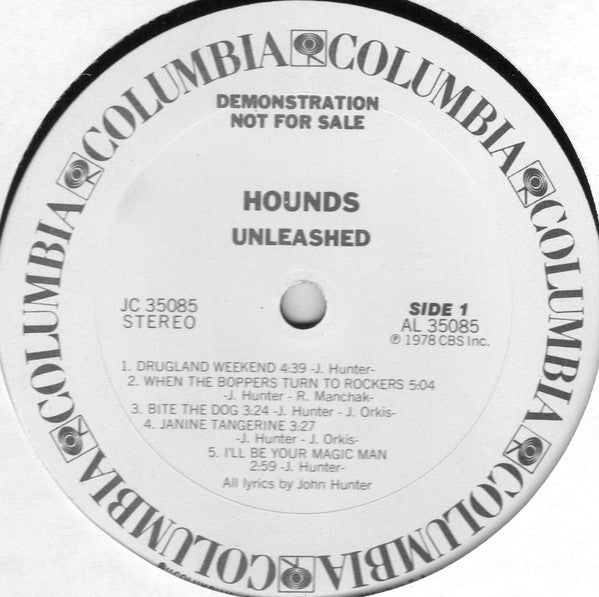 COLUMBIA COLUMBIA COLUMBIA COLUMBIA COLUMBIA COLUMBIA
DEMONSTRATION
NOT FOR SALE
HOUNDS
UNLEASHED
JC 35085
STEREO
SIDE 1
AL 35085
℗ 1978 CBS Inc.
1. DRUGLAND WEEKEND 4:39 -J. Hunter-
2. WHEN THE BOPPERS TURN TO ROCKERS 5:04
-J. Hunter - R. Manchak-
3. BITE THE DOG 3:24 -J. Hunter - J. Orkis-
4. JANINE TANGERINE 3:27
-J. Hunter - J. Orkis-
5. I'LL BE YOUR MAGIC MAN
2:59 -J. Hunter-
All lyrics by John Hunter